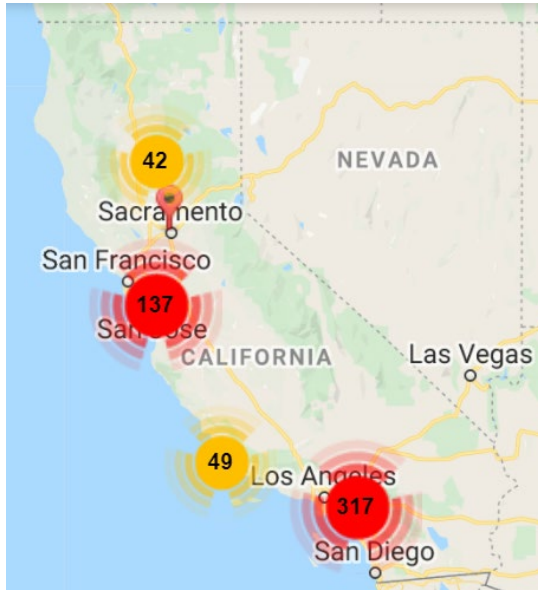 42
NEVADA
Sacramento
San Francisco
137
San Jose
CALIFORNIA
Las Vegas
49
Los Angeles
317
San Diego